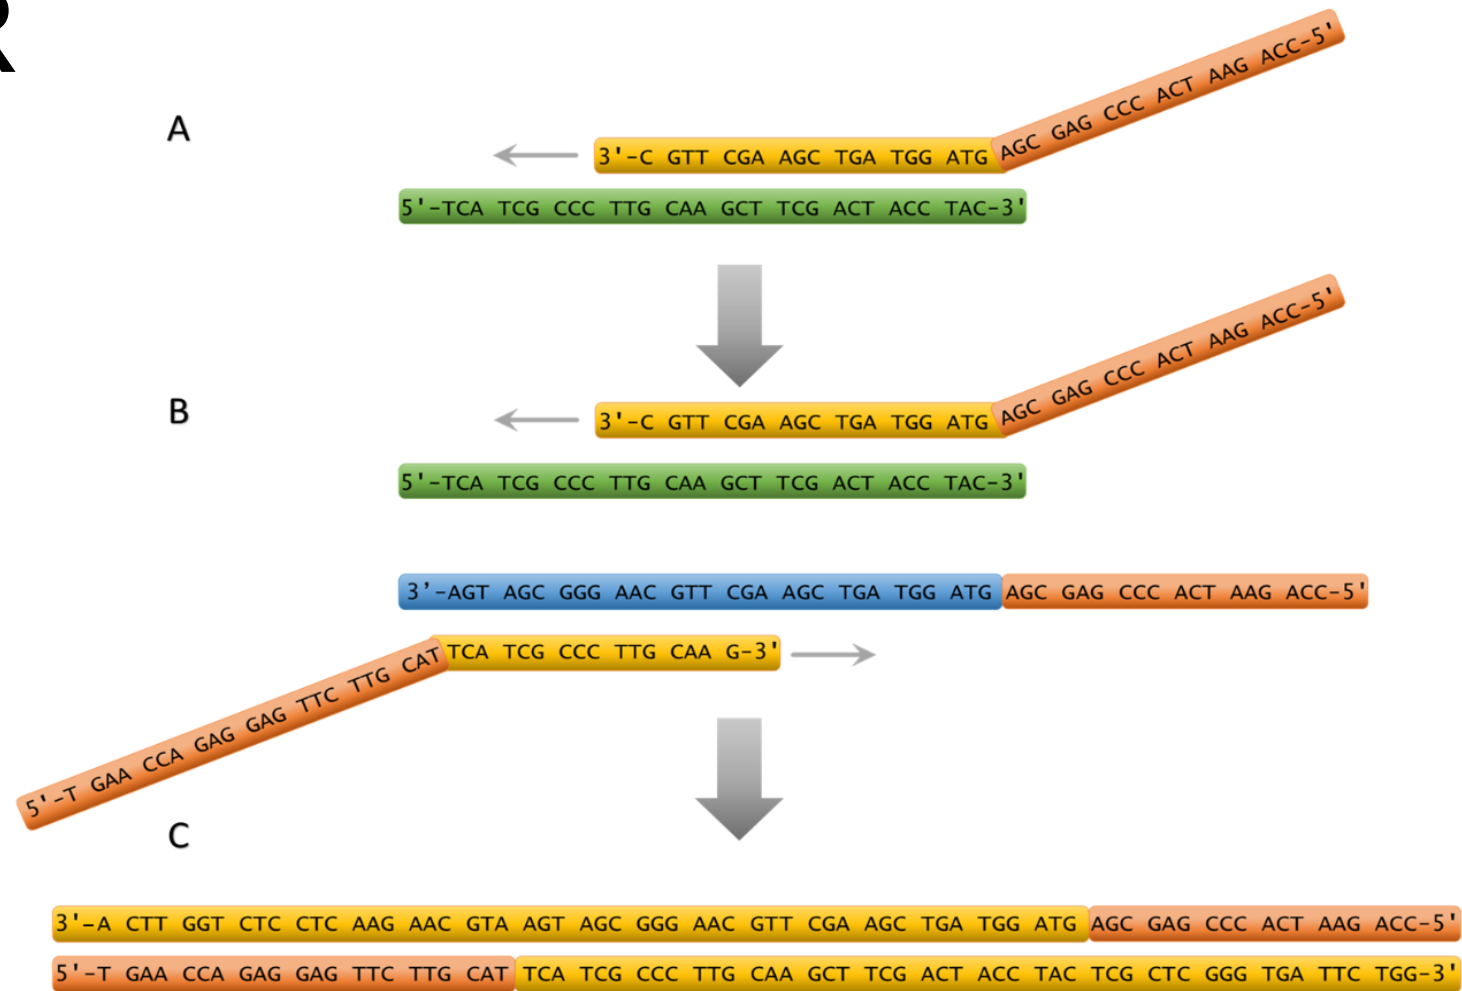 R
A
AGC GAG CCC ACT AAG ACC-5'
3'-C GTT CGA AGC TGA TGG ATG
5'-TCA TCG CCC TTG CAA GCT TCG ACT ACC TAC-3'
B
AGC GAG CCC ACT AAG ACC-5'
3'-C GTT CGA AGC TGA TGG ATG
5'-TCA TCG CCC TTG CAA GCT TCG ACT ACC TAC-3'
3'-AGT AGC GGG AAC GTT CGA AGC TGA TGG ATG AGC GAG CCC ACT AAG ACC-5'
5'-T GAA CCA GAG GAG TTC TTG CAT TCA TCG CCC TTG CAA G-3'
C
3'-A CTT GGT CTC CTC AAG AAC GTA AGT AGC GGG AAC GTT CGA AGC TGA TGG ATG AGC GAG CCC ACT AAG ACC-5'
5'-T GAA CCA GAG GAG TTC TTG CAT TCA TCG CCC TTG CAA GCT TCG ACT ACC TAC TCG CTC GGG TGA TTC TGG-3'